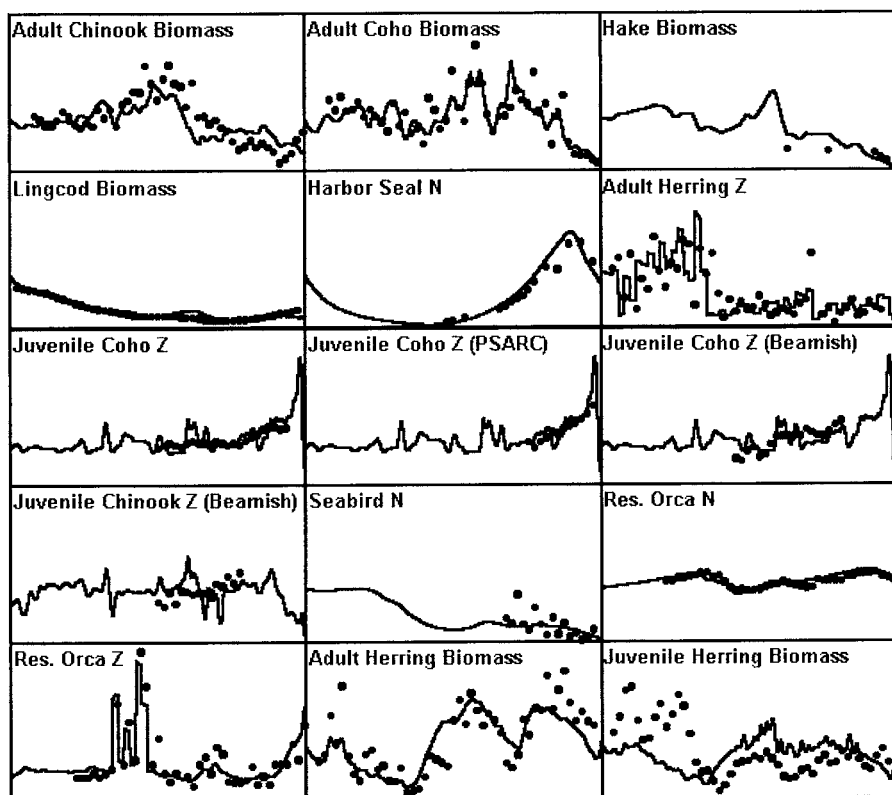 Adult Chinook Biomass
Adult Coho Biomass
Hake Biomass
Lingcod Biomass
Harbor Seal N
Adult Herring Z
Juvenile Coho Z
Juvenile Coho Z (PSARC)
Juvenile Coho Z (Beamish)
Juvenile Chinook Z (Beamish)
Seabird N
Res. Orca N
Res. Orca Z
Adult Herring Biomass
Juvenile Herring Biomass